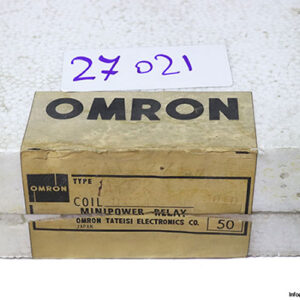 27 021
OMRON
OMRON
TYPE
COIL
MINIPOWER RELAY
OMRON TATEISI ELECTRONICS CO.
JAPAN
50